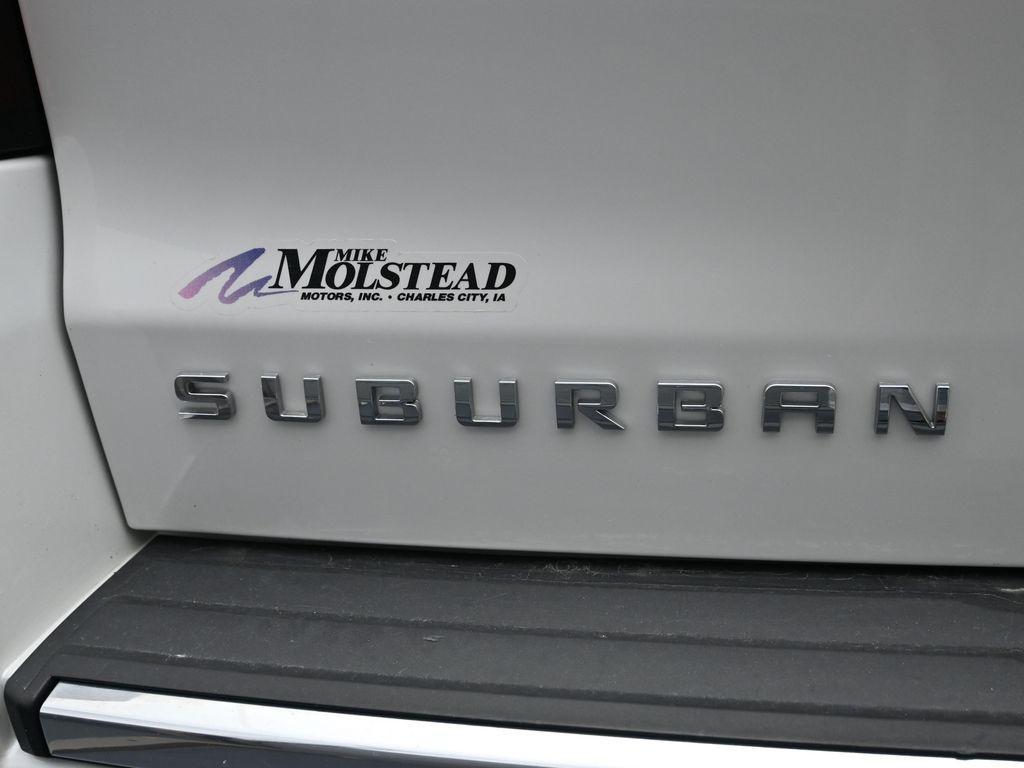 MIKE
MOLSTEAD
MOTORS, INC. • CHARLES CITY, IA
SUBURBAN